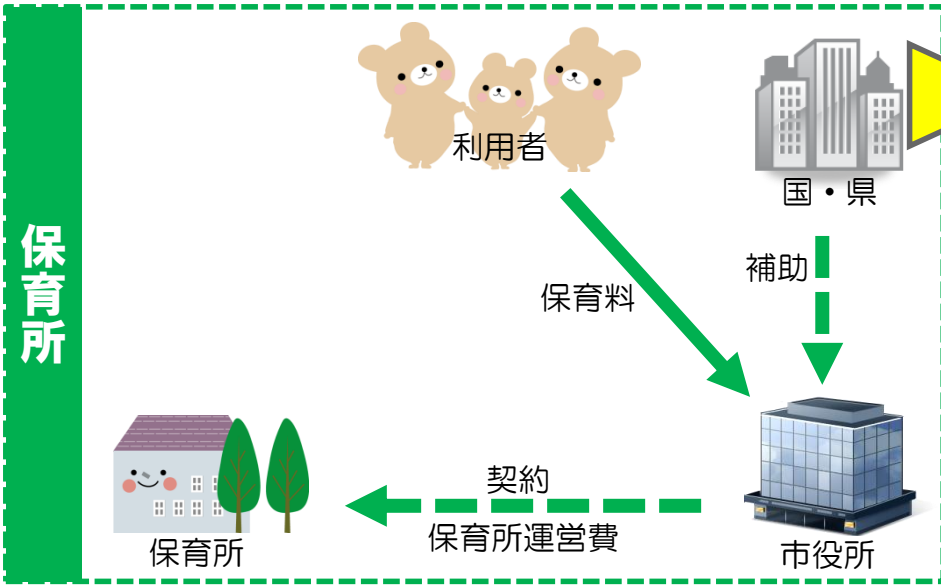 保育所
利用者
国・県
補助
保育料
契約
保育所運営費
保育所
市役所